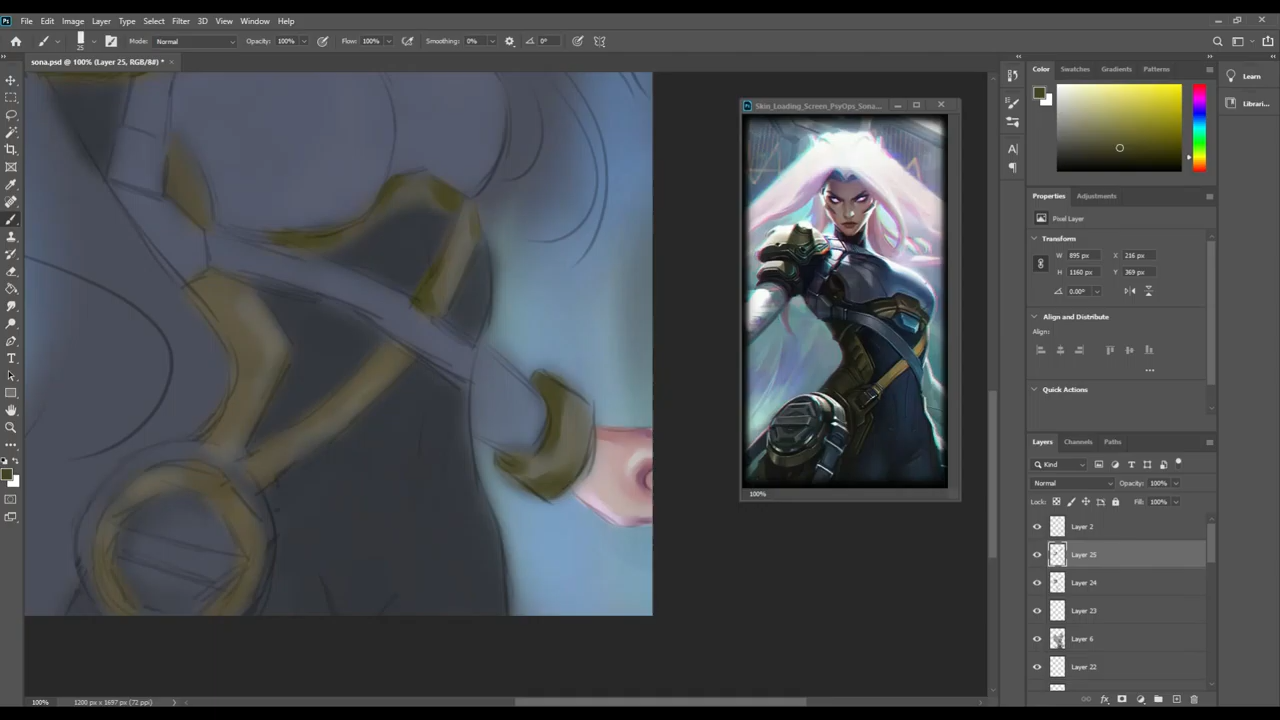 Ps File Edit Image Layer Type Select Filter 3D View Window Help
25 Mode: Normal Opacity: 100% Flow: 100% Smoothing: 0% 0°
sona.psd @ 100% (Layer 25, RGB/8#) * ×
Skin_Loading_Screen_PsyOps_Sona...
100%
Color Swatches Gradients Patterns
Learn
Librari...
Properties Adjustments
Pixel Layer
Transform
W 895 px X 216 px
H 1160 px Y 369 px
0.00°
Align and Distribute
Align:
Quick Actions
Layers Channels Paths
Kind
Normal Opacity: 100%
Lock: Fill: 100%
Layer 2
Layer 25
Layer 24
Layer 23
Layer 6
Layer 22
100% 1200 px x 1697 px (72 ppi)